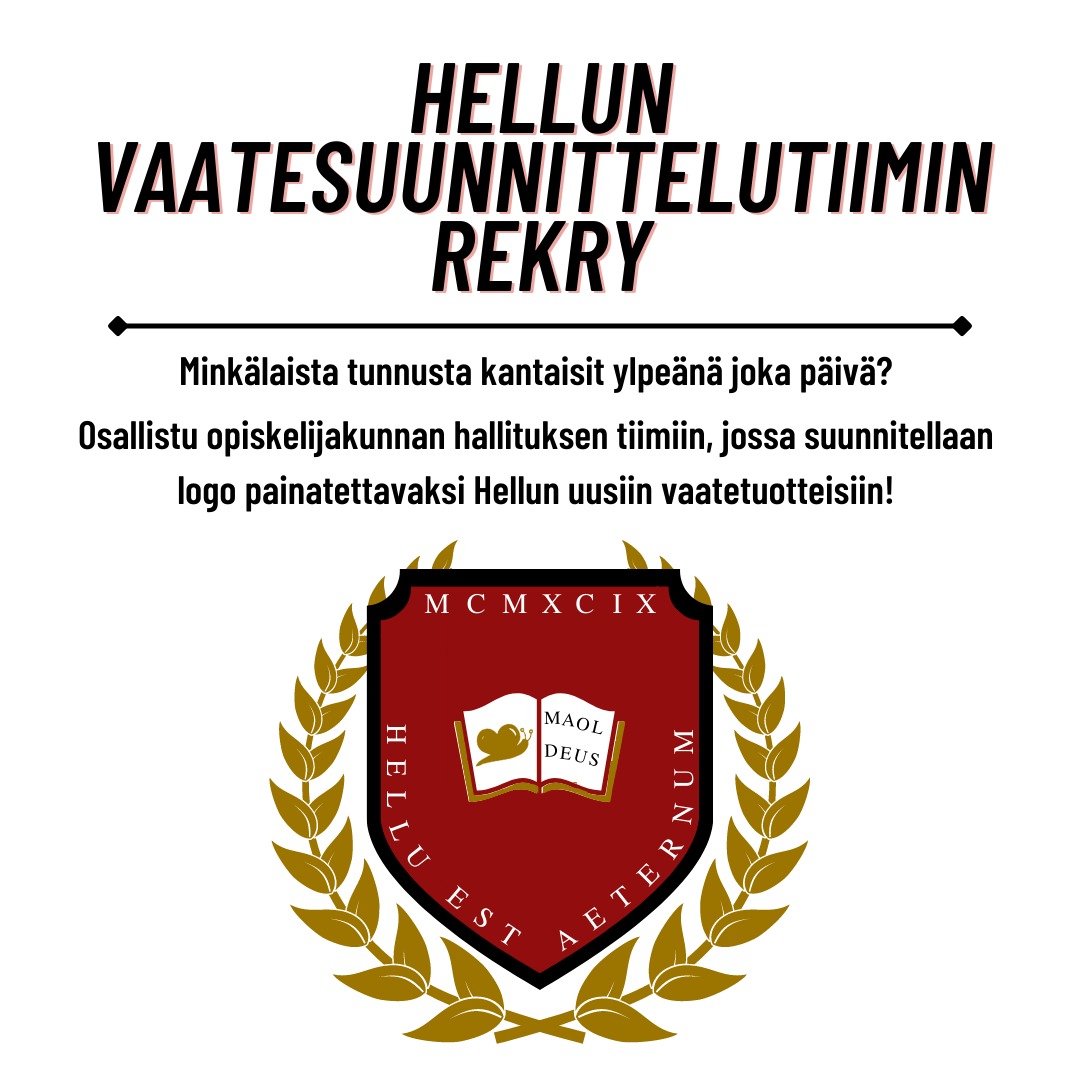 HELLUN
VAATESUUNNITTELUTIIMIN
REKRY
Minkälaista tunnusta kantaisit ylpeänä joka päivä?
Osallistu opiskelijakunnan hallituksen tiimiin, jossa suunnitellaan
logo painatettavaksi Hellun uusiin vaatetuotteisiin!
MCMXCIX
MAOL
DEUS
HELLU EST AETERNUM